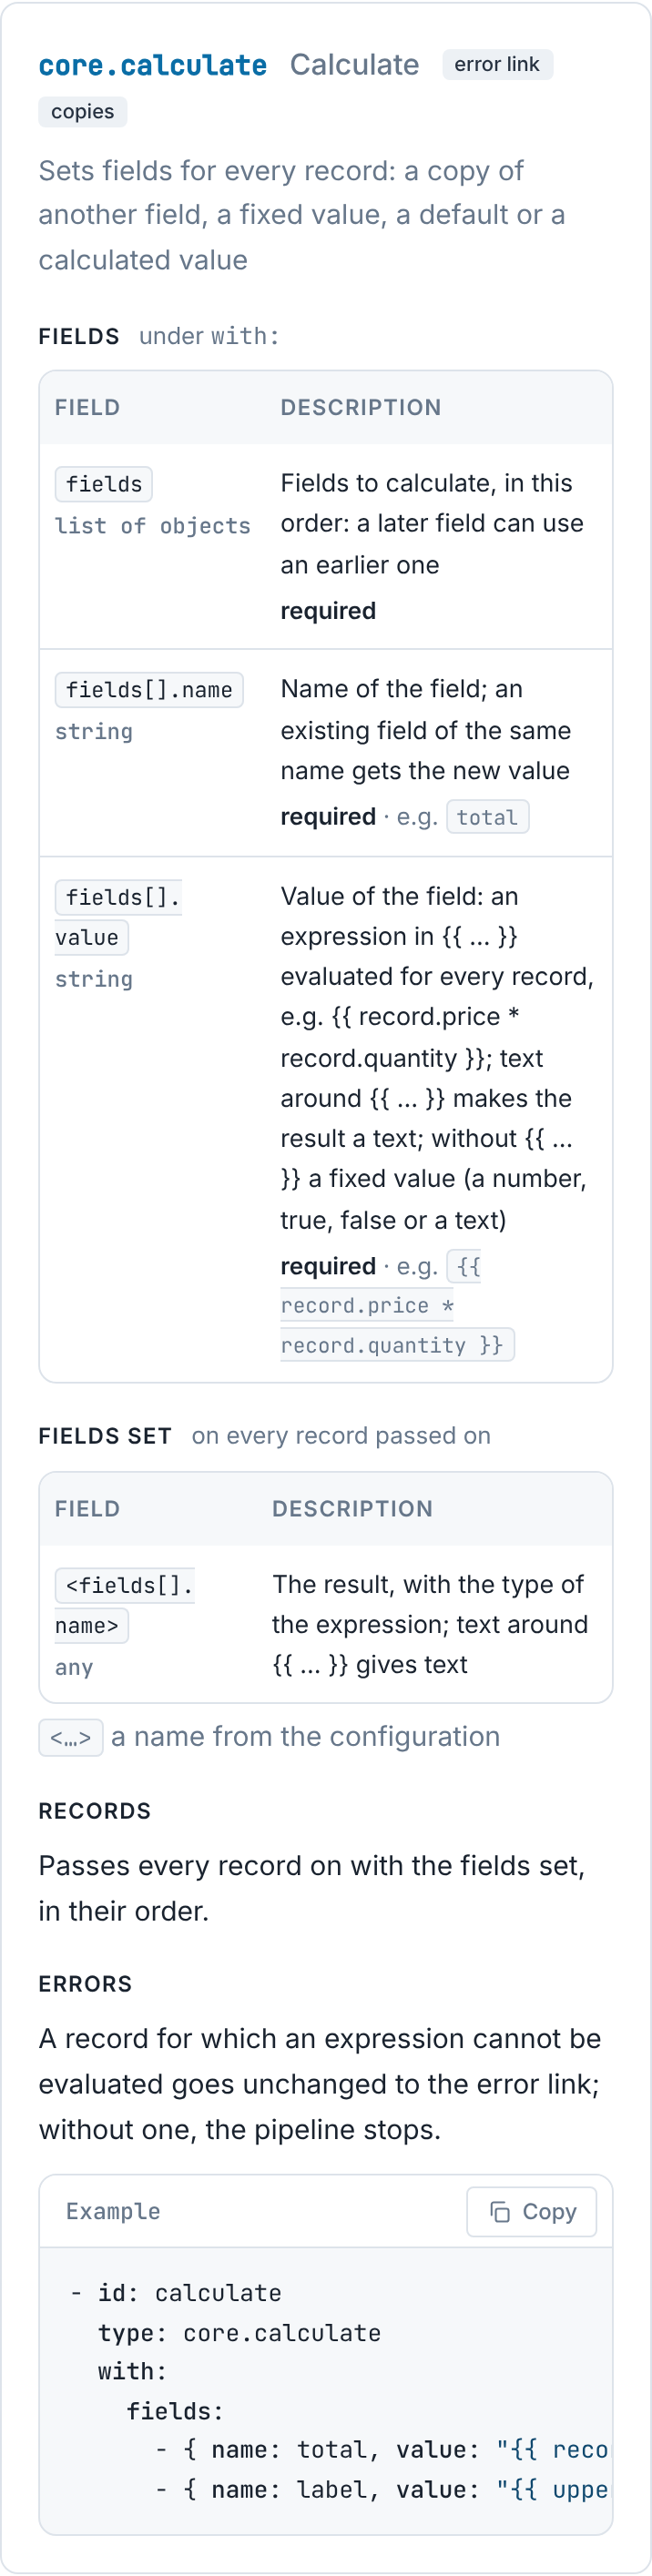 core.calculate Calculate error link
copies
Sets fields for every record: a copy of
another field, a fixed value, a default or a
calculated value
FIELDS under with:
FIELD DESCRIPTION
fields
list of objects
Fields to calculate, in this
order: a later field can use
an earlier one
required
fields[].name
string
Name of the field; an
existing field of the same
name gets the new value
required · e.g. total
fields[].
value
string
Value of the field: an
expression in {{ ... }}
evaluated for every record,
e.g. {{ record.price *
record.quantity }}; text
around {{ ... }} makes the
result a text; without {{ ...
}} a fixed value (a number,
true, false or a text)
required · e.g. {{
record.price *
record.quantity }}
FIELDS SET on every record passed on
FIELD DESCRIPTION
<fields[].
name>
any
The result, with the type of
the expression; text around
{{ ... }} gives text
<…> a name from the configuration
RECORDS
Passes every record on with the fields set,
in their order.
ERRORS
A record for which an expression cannot be
evaluated goes unchanged to the error link;
without one, the pipeline stops.
Example Copy
- id: calculate
type: core.calculate
with:
fields:
- { name: total, value: "{{ reco
- { name: label, value: "{{ uppe